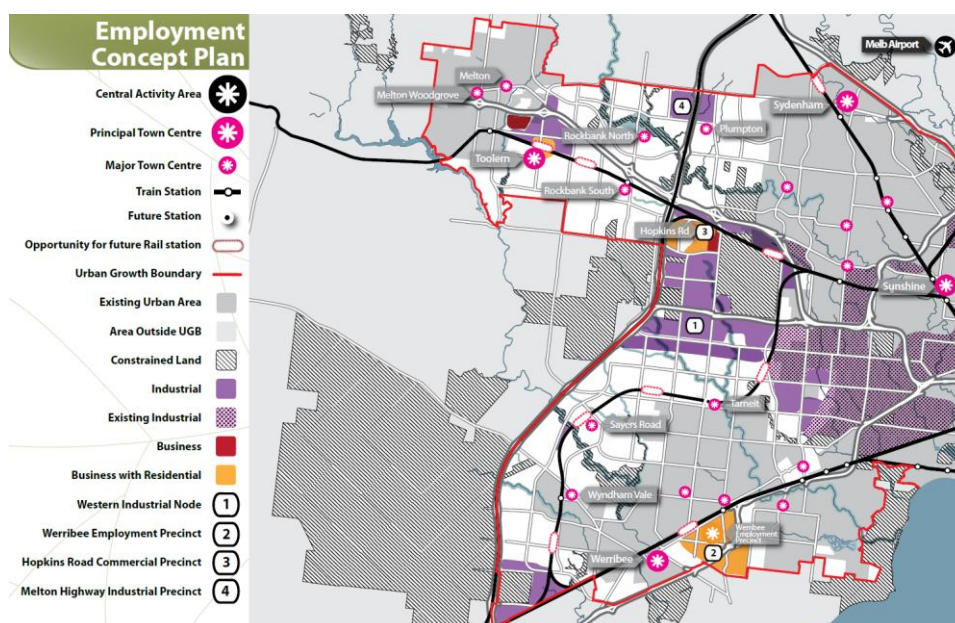 Employment
Concept Plan
Central Activity Area
Principal Town Centre
Major Town Centre
Train Station
Future Station
Opportunity for future Rail station
Urban Growth Boundary
Existing Urban Area
Area Outside UGB
Constrained Land
Industrial
Existing Industrial
Business
Business with Residential
Western Industrial Node 1
Werribee Employment Precinct 2
Hopkins Road Commercial Precinct 3
Melton Highway Industrial Precinct 4
Melb Airport
Melton
Melton Woodgrove
Sydenham
4
Plumpton
Rockbank North
Toolern
Rockbank South
Hopkins Rd
3
Sunshine
1
Tarneit
Sayers Road
Wyndham Vale
Werribee
Employment
Precinct
2
Werribee